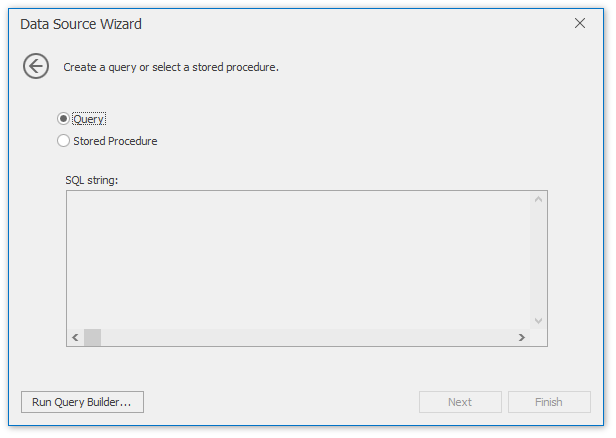 Data Source Wizard
Create a query or select a stored procedure.
Query
Stored Procedure
SQL string:
Run Query Builder...
Next
Finish